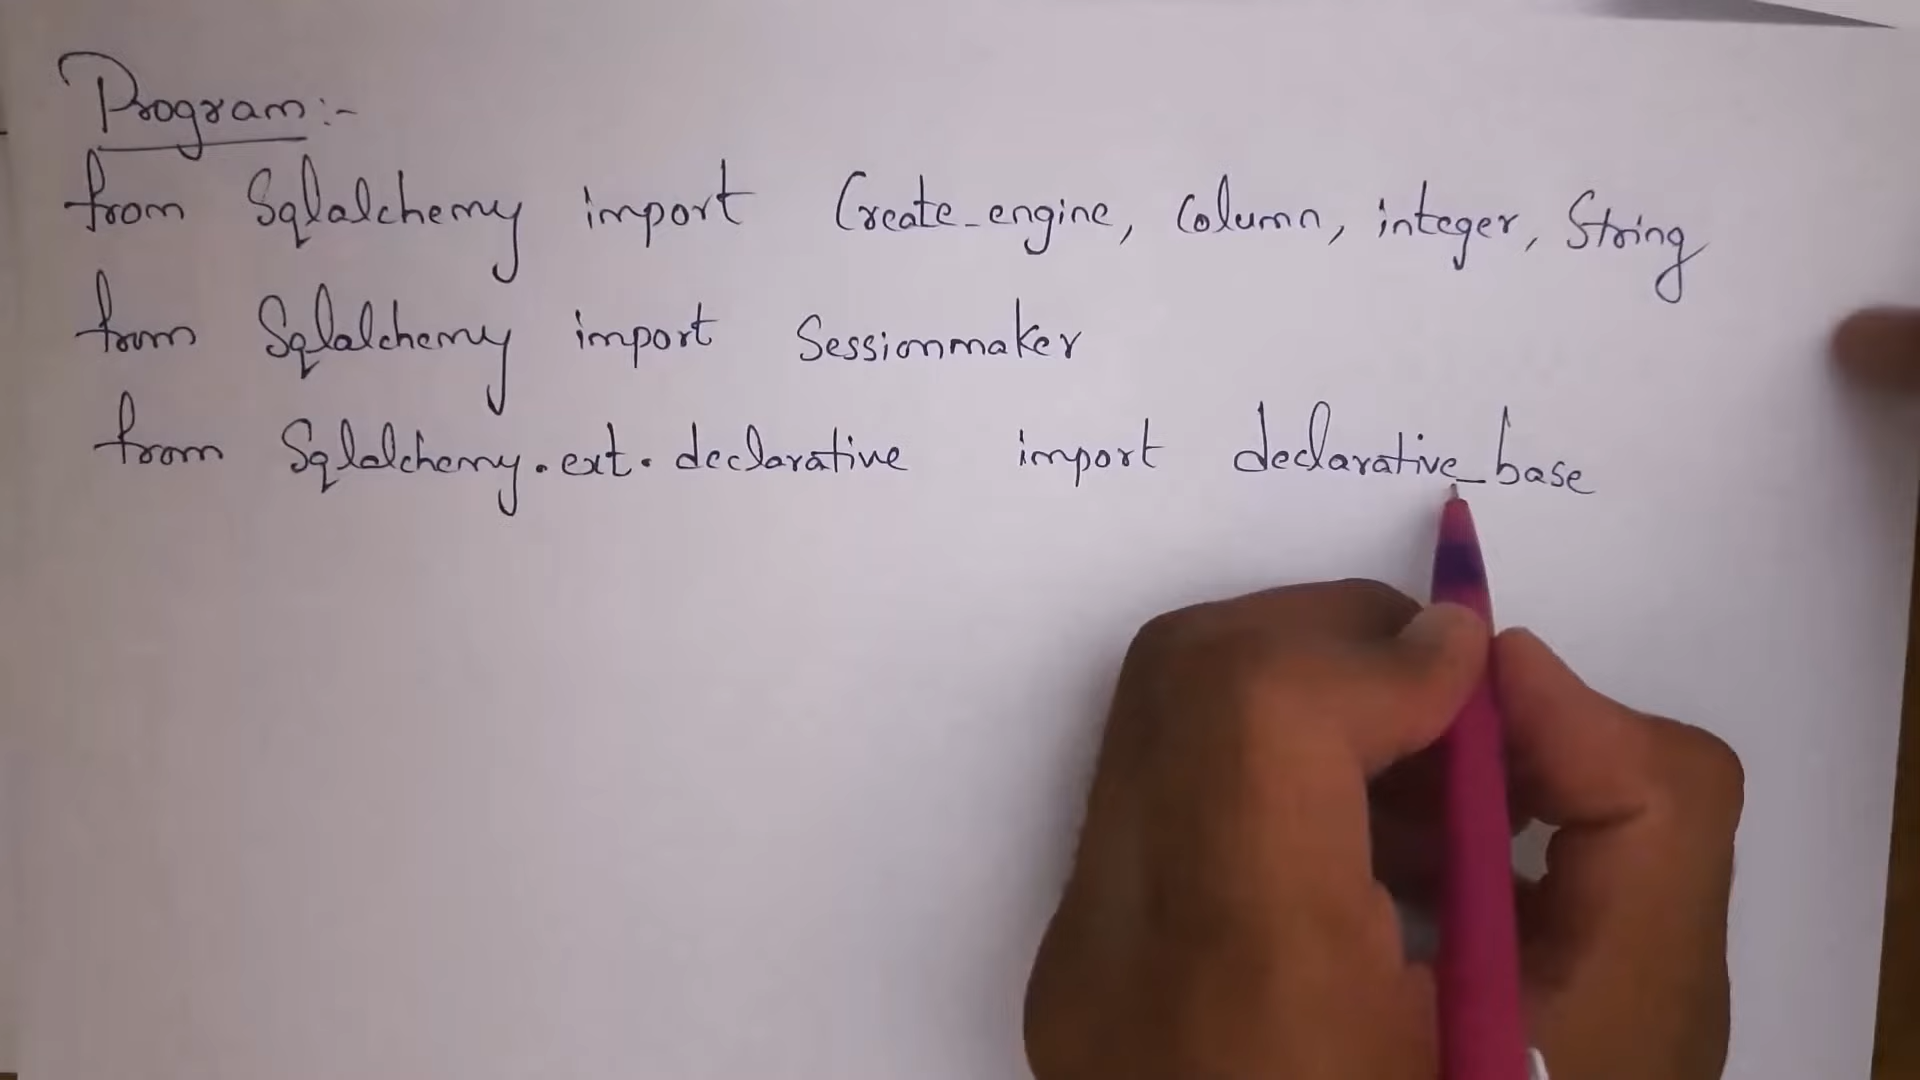 Program:-
from Sqlalchemy import Create_engine, Column, integer, String
from Sqlalchemy import Sessionmaker
from Sqlalchemy.ext.declarative import declarative_base